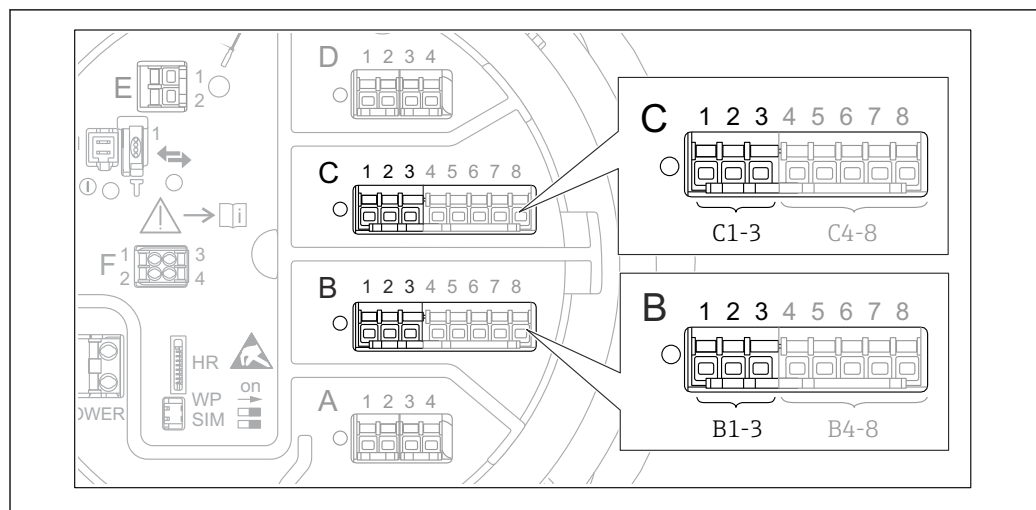 D 1 2 3 4
E 1
2
1
C 1 2 3 4 5 6 7 8
i
F 1 3
2 4
B 1 2 3 4 5 6 7 8
HR
WP on
SIM
A 1 2 3 4
C 1 2 3 4 5 6 7 8
C1-3 C4-8
B 1 2 3 4 5 6 7 8
B1-3 B4-8